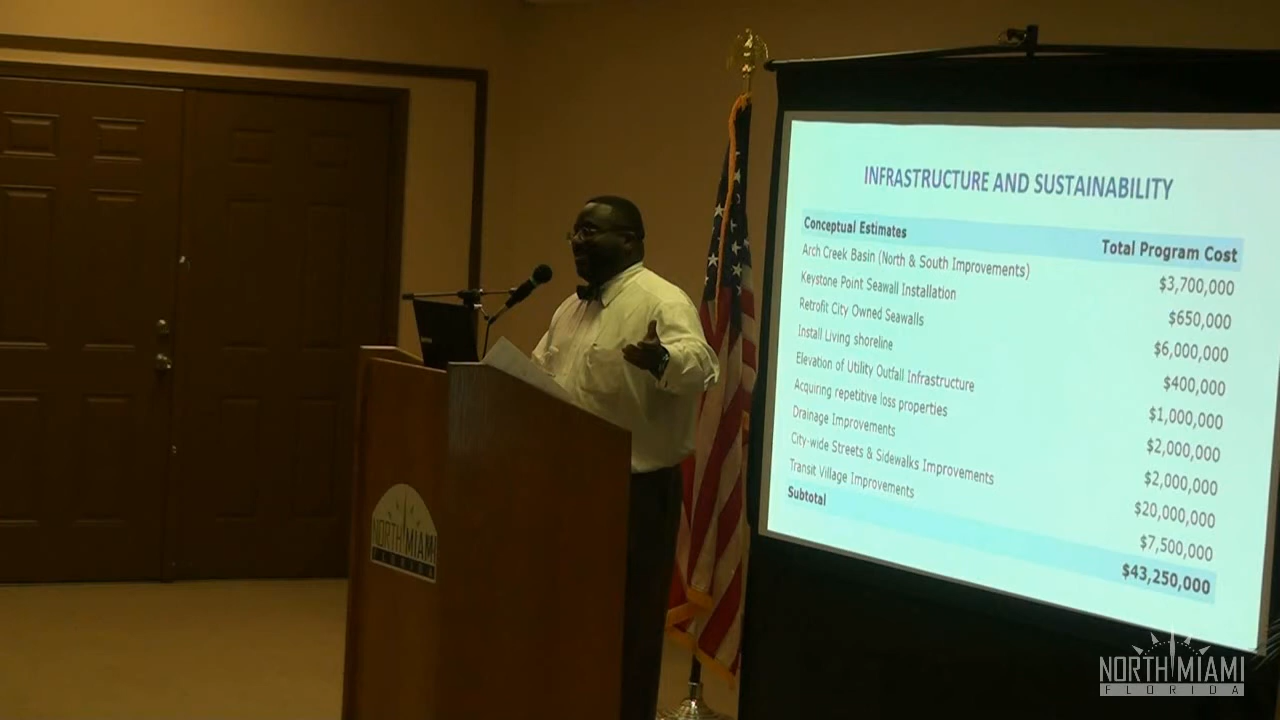 INFRASTRUCTURE AND SUSTAINABILITY
Conceptual Estimates Total Program Cost
Arch Creek Basin (North & South Improvements) $3,700,000
Keystone Point Seawall Installation $650,000
Retrofit City Owned Seawalls $6,000,000
Install Living shoreline $400,000
Elevation of Utility Outfall Infrastructure $1,000,000
Acquiring repetitive loss properties $2,000,000
Drainage Improvements $2,000,000
City-wide Streets & Sidewalks Improvements $20,000,000
Transit Village Improvements $7,500,000
Subtotal $43,250,000
NORTH MIAMI
FLORIDA
NORTH MIAMI
FLORIDA